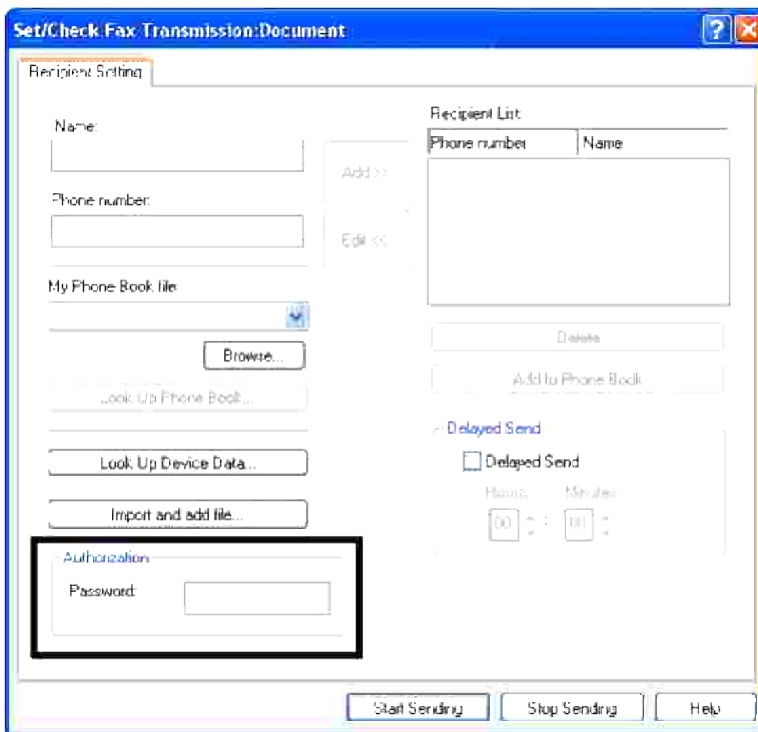 Set/Check Fax Transmission:Document
Recipient Setting
Name:
Phone number:
My Phone Book file:
Browse...
Look Up Phone Book...
Look Up Device Data...
Import and add file...
Authorization
Password:
Add >>
Edit <<
Recipient List:
Phone number Name
Delete
Add to Phone Book
Delayed Send
Delayed Send
Hours: Minutes:
00 : 00
Start Sending Stop Sending Help